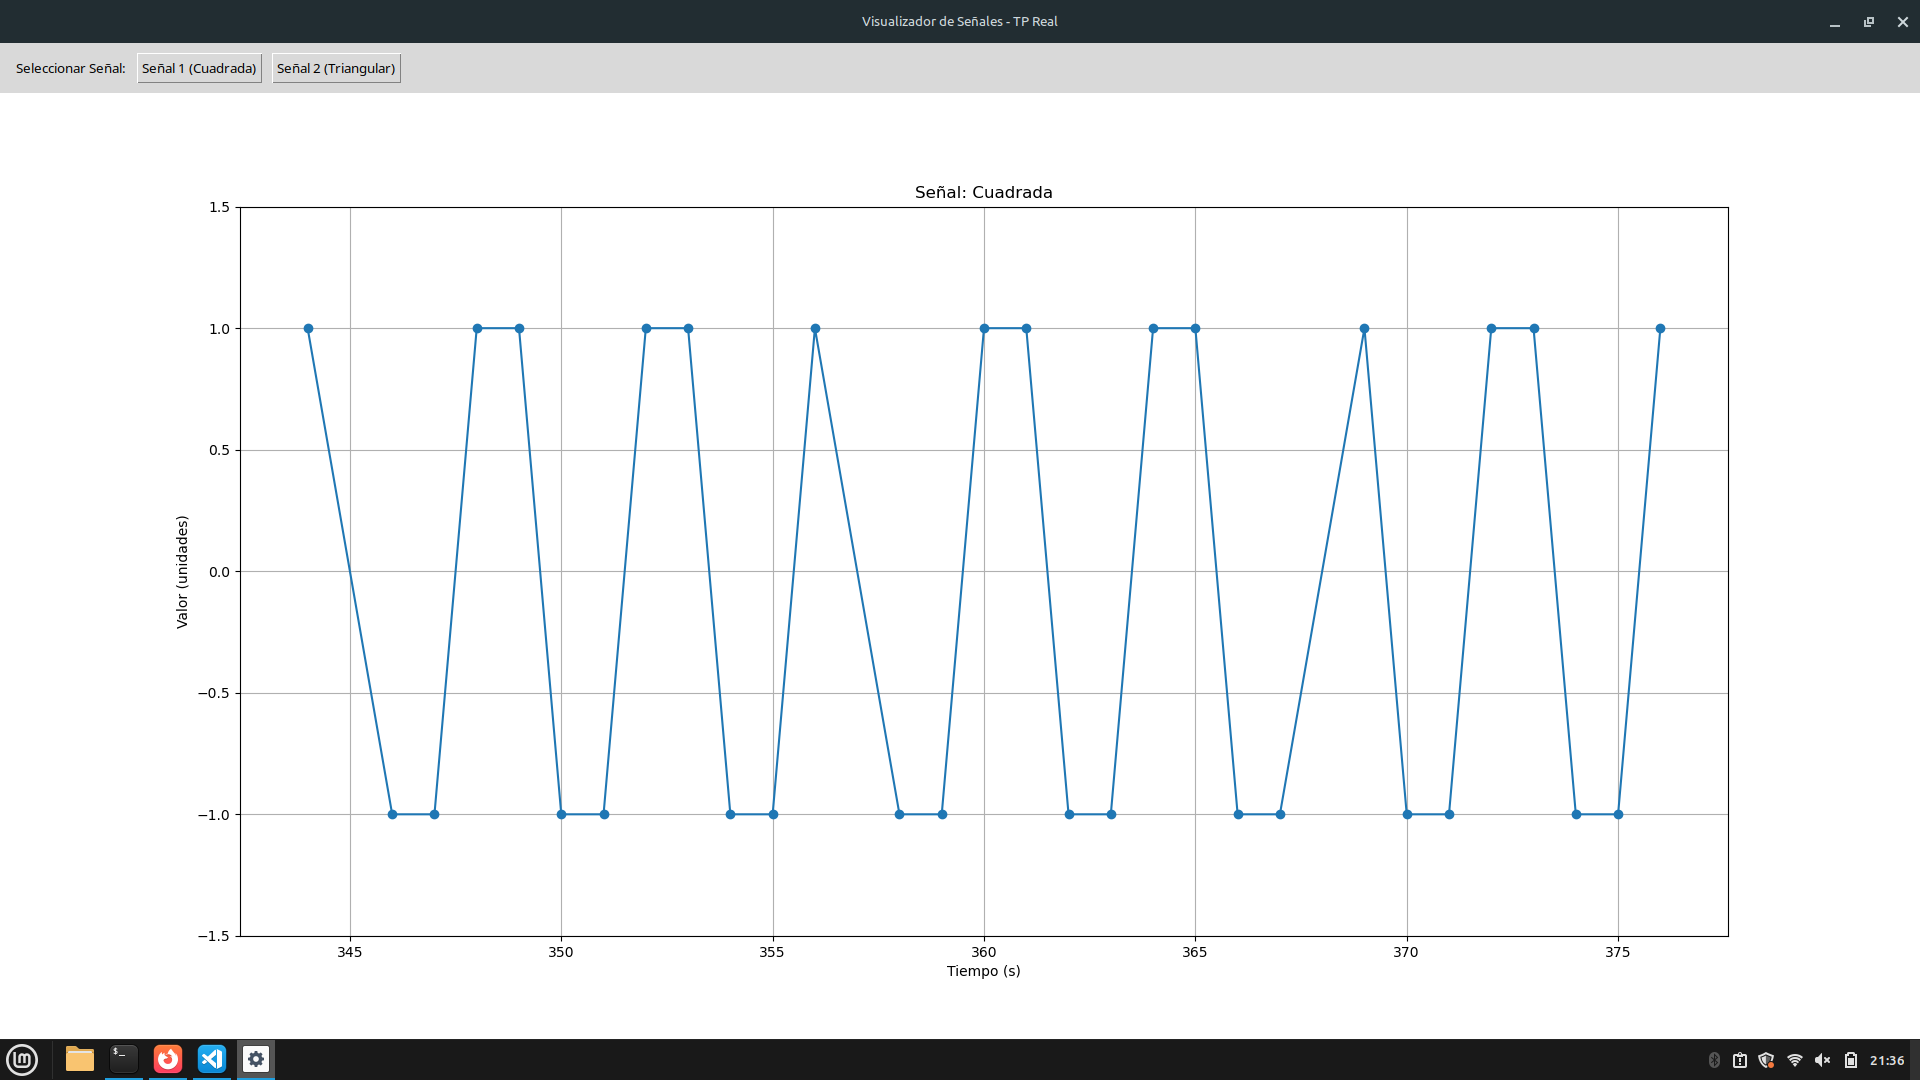 Visualizador de Señales - TP Real
Seleccionar Señal: Señal 1 (Cuadrada) Señal 2 (Triangular)
Señal: Cuadrada
1.5
1.0
0.5
0.0
−0.5
−1.0
−1.5
Valor (unidades)
345 350 355 360 365 370 375
Tiempo (s)
$_
lm
21:36